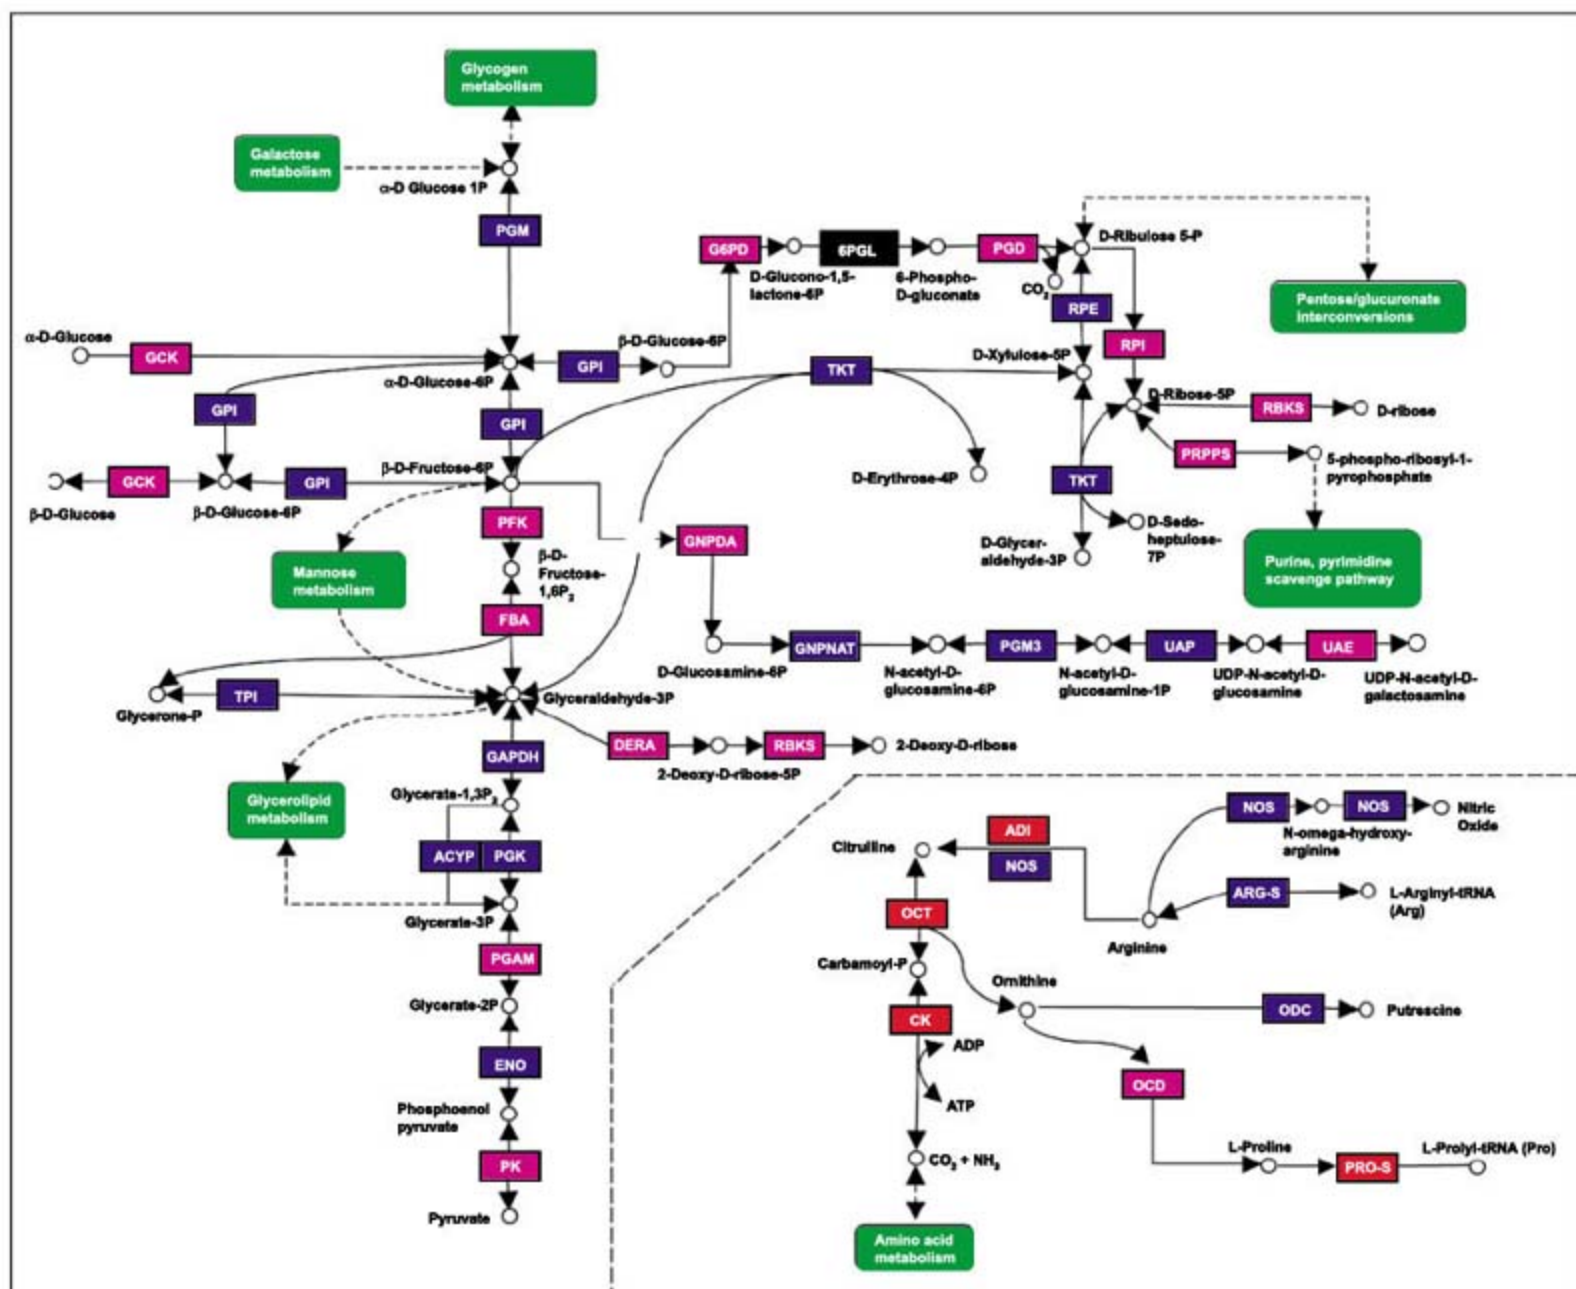 Glycogen
metabolism
Galactose
metabolism
α-D Glucose 1P
PGM
G6PD
6PGL
PGD
D-Ribulose 5-P
D-Glucono-1,5-
lactone-6P
6-Phospho-
D-gluconate
CO2
RPE
Pentose/glucuronate
interconversions
α-D-Glucose
GCK
GPI
β-D-Glucose-6P
TKT
D-Xylulose-5P
RPI
α-D-Glucose-6P
GPI
GPI
D-Ribose-5P
RBKS
D-ribose
β-D-Fructose-6P
D-Erythrose-4P
PRPPS
5-phospho-ribosyl-1-
pyrophosphate
GCK
GPI
TKT
β-D-Glucose
β-D-Glucose-6P
PFK
GNPDA
D-Sedo-
heptulose-
7P
D-Glycer-
aldehyde-3P
Purine, pyrimidine
scavenge pathway
Mannose
metabolism
β-D-
Fructose-
1,6P2
FBA
GNPNAT
PGM3
UAP
UAE
D-Glucosamine-6P
N-acetyl-D-
glucosamine-6P
N-acetyl-D-
glucosamine-1P
UDP-N-acetyl-D-
glucosamine
UDP-N-acetyl-D-
galactosamine
TPI
Glycerone-P
Glyceraldehyde-3P
GAPDH
DERA
RBKS
2-Deoxy-D-ribose
2-Deoxy-D-ribose-5P
Glycerolipid
metabolism
Glycerate-1,3P2
ACYP
PGK
Glycerate-3P
PGAM
Glycerate-2P
ENO
Phosphoenol
pyruvate
PK
Pyruvate
NOS
NOS
Nitric
Oxide
N-omega-hydroxy-
arginine
ADI
Citrulline
NOS
ARG-S
L-Arginyl-tRNA
(Arg)
OCT
Arginine
Carbamoyl-P
Ornithine
CK
ODC
Putrescine
ADP
OCD
ATP
L-Proline
L-Prolyl-tRNA (Pro)
CO2 + NH3
PRO-S
Amino acid
metabolism